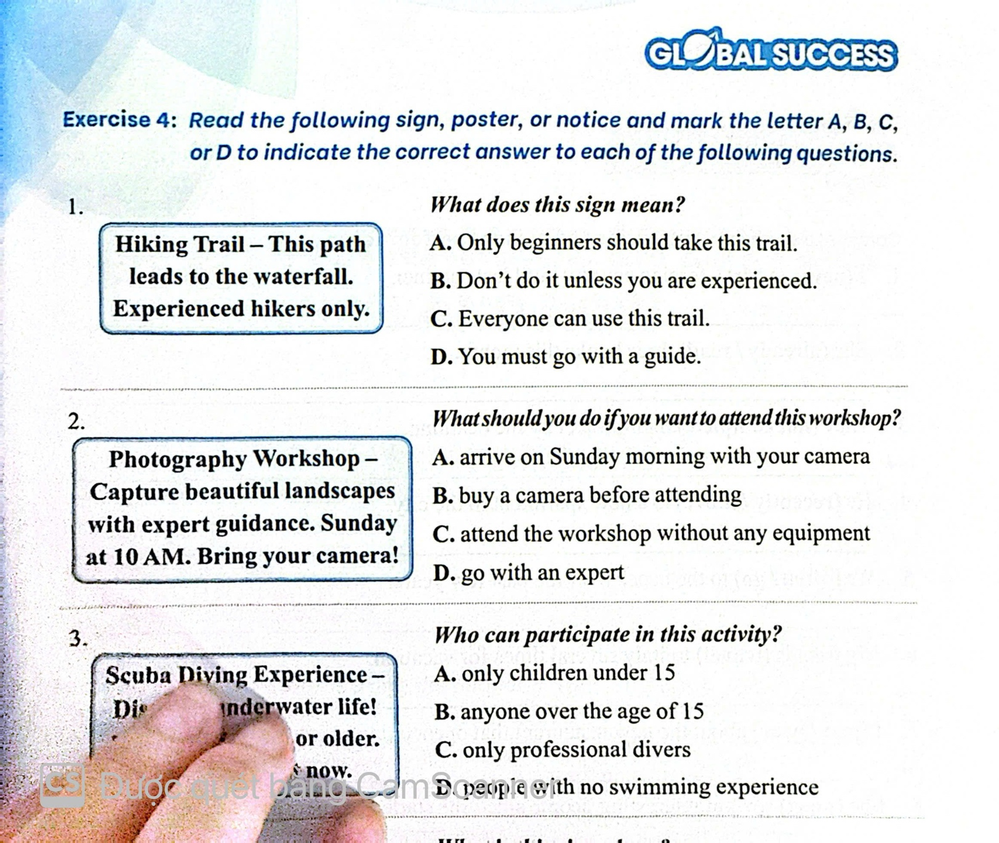 GLOBAL SUCCESS
Exercise 4: Read the following sign, poster, or notice and mark the letter A, B, C,
or D to indicate the correct answer to each of the following questions.
1.
Hiking Trail – This path
leads to the waterfall.
Experienced hikers only.
What does this sign mean?
A. Only beginners should take this trail.
B. Don't do it unless you are experienced.
C. Everyone can use this trail.
D. You must go with a guide.
2.
Photography Workshop –
Capture beautiful landscapes
with expert guidance. Sunday
at 10 AM. Bring your camera!
What should you do if you want to attend this workshop?
A. arrive on Sunday morning with your camera
B. buy a camera before attending
C. attend the workshop without any equipment
D. go with an expert
3.
Scuba Diving Experience –
underwater life!
or older.
now.
Who can participate in this activity?
A. only children under 15
B. anyone over the age of 15
C. only professional divers
D. people with no swimming experience
CS Được quét bằng CamScanner